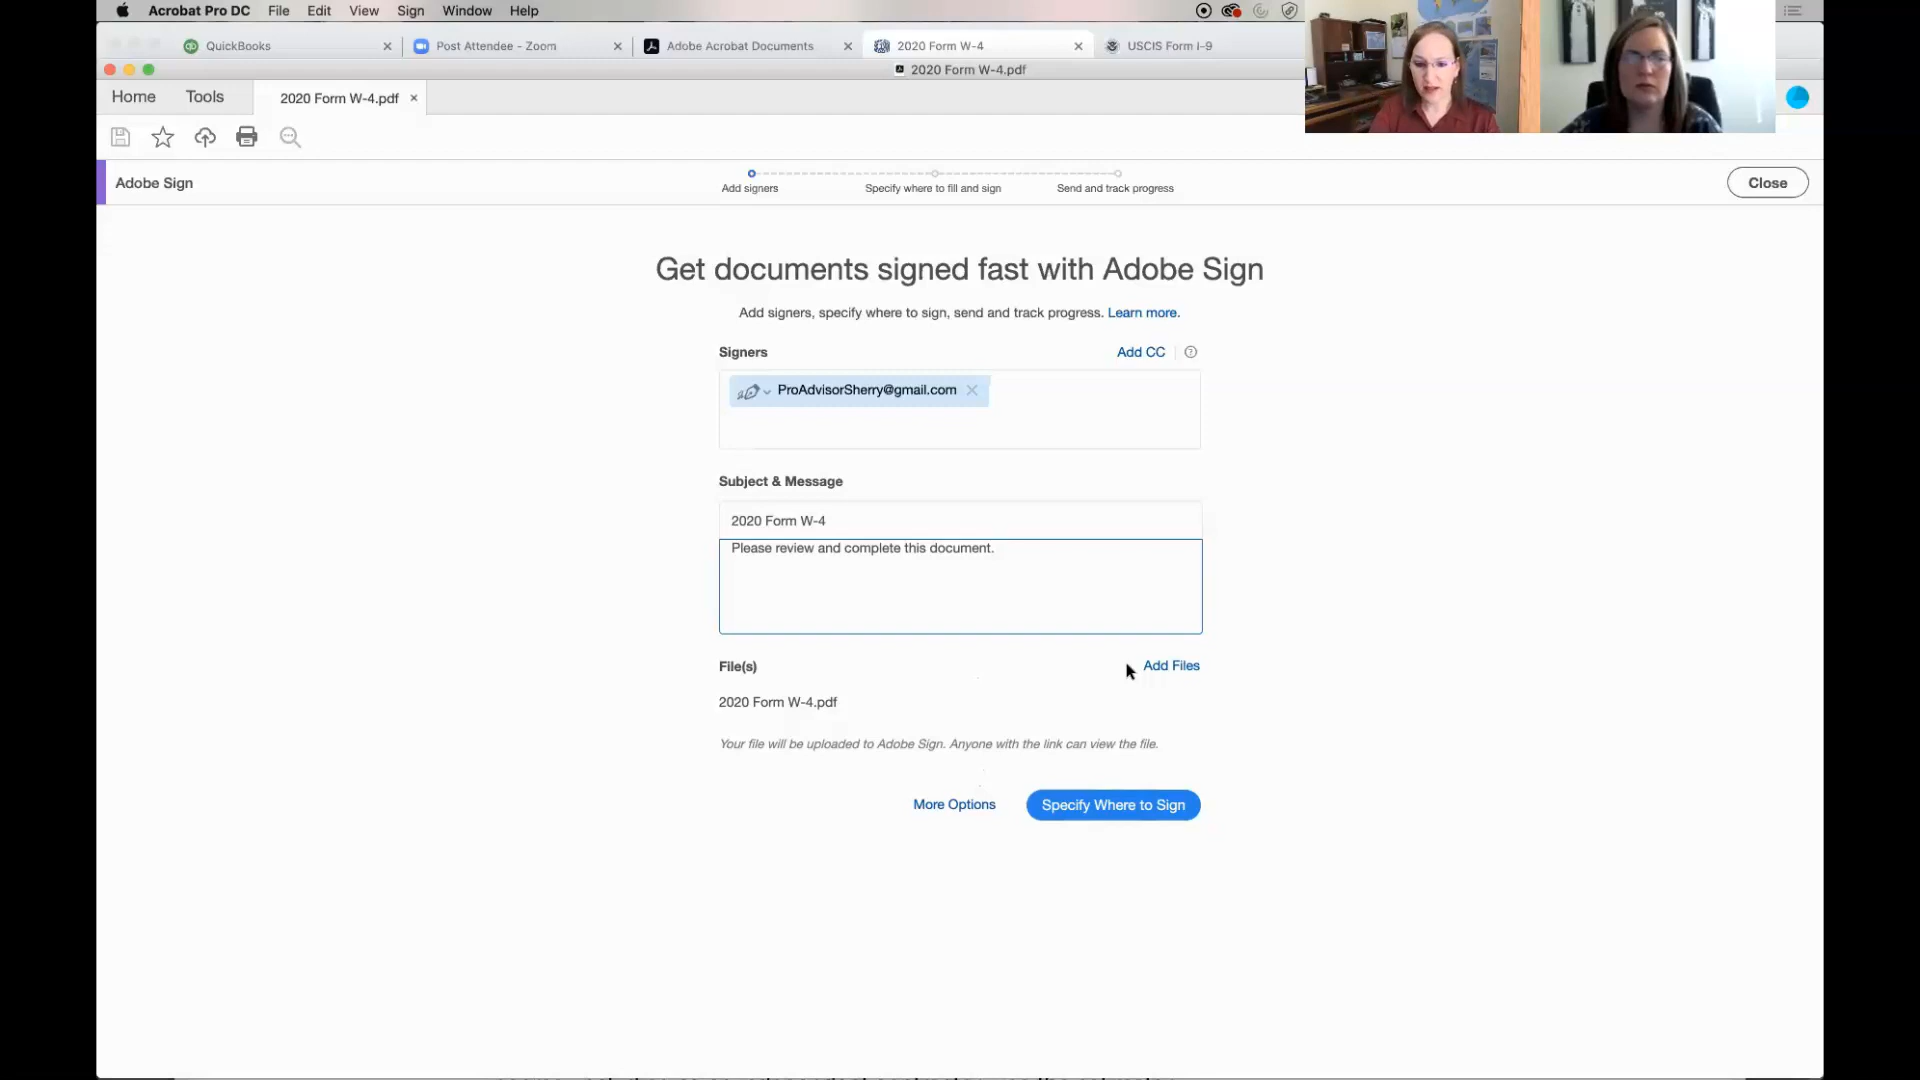 Acrobat Pro DC File Edit View Sign Window Help
QuickBooks Post Attendee - Zoom Adobe Acrobat Documents 2020 Form W-4 USCIS Form I-9
2020 Form W-4.pdf
Home Tools 2020 Form W-4.pdf
Adobe Sign
Add signers Specify where to fill and sign Send and track progress
Close
Get documents signed fast with Adobe Sign
Add signers, specify where to sign, send and track progress. Learn more.
Signers Add CC
ProAdvisorSherry@gmail.com
Subject & Message
2020 Form W-4
Please review and complete this document.
File(s) Add Files
2020 Form W-4.pdf
Your file will be uploaded to Adobe Sign. Anyone with the link can view the file.
More Options Specify Where to Sign